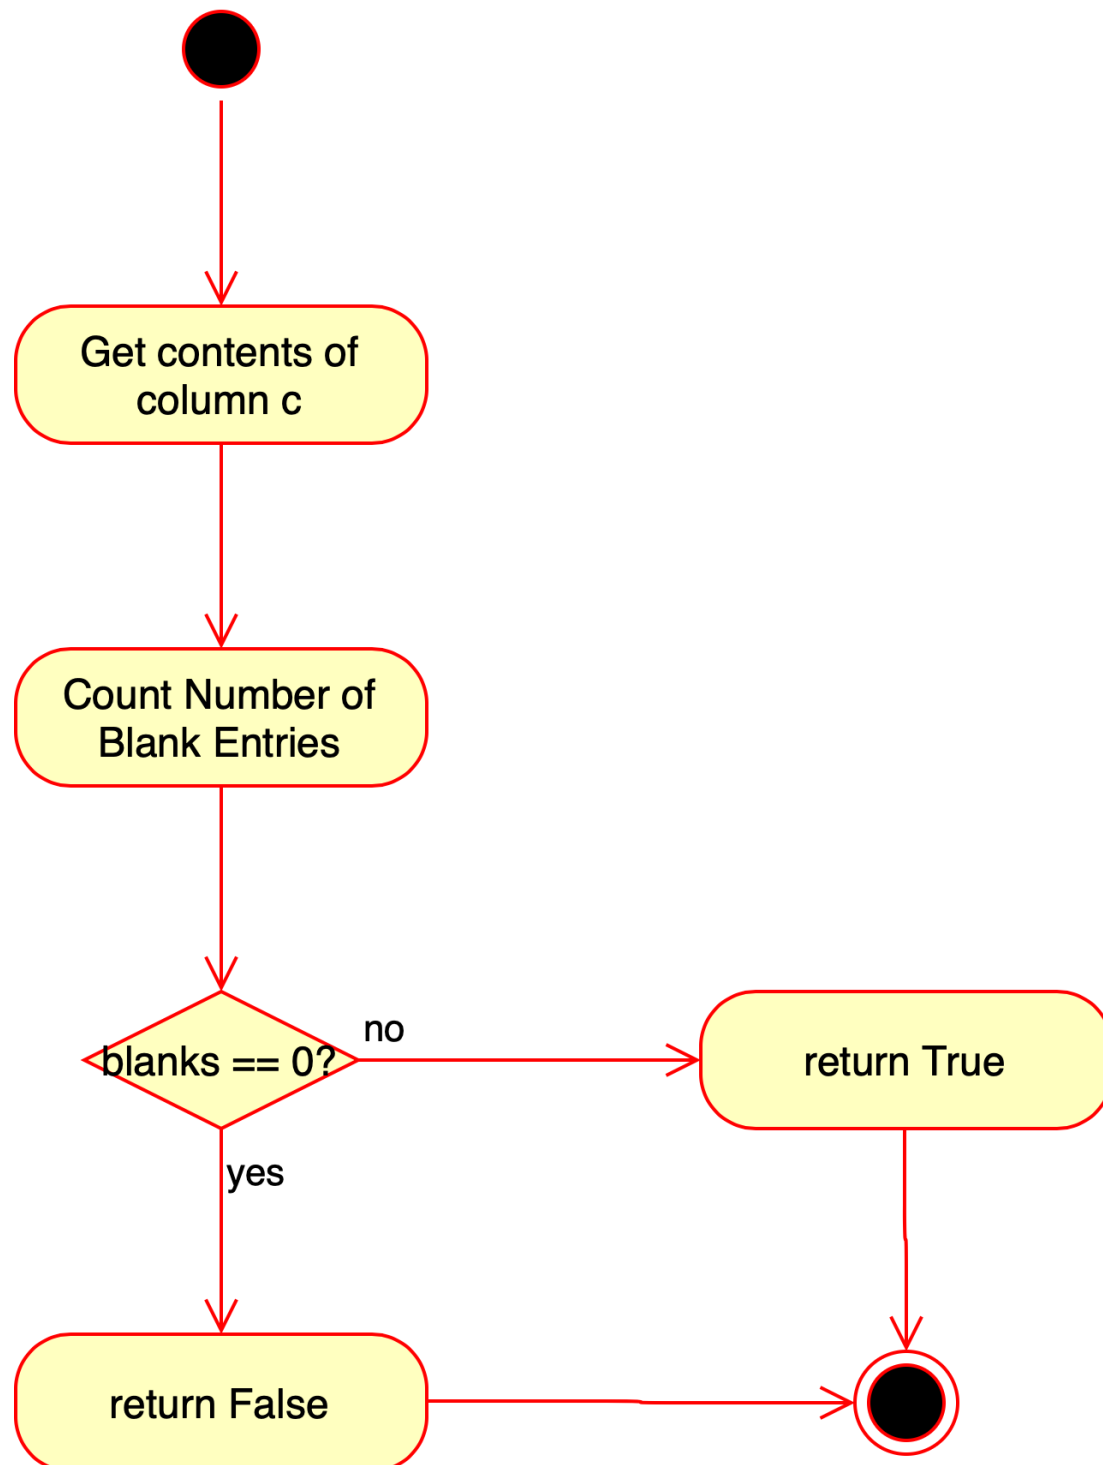 Get contents of
column c
Count Number of
Blank Entries
blanks == 0?
no
return True
yes
return False